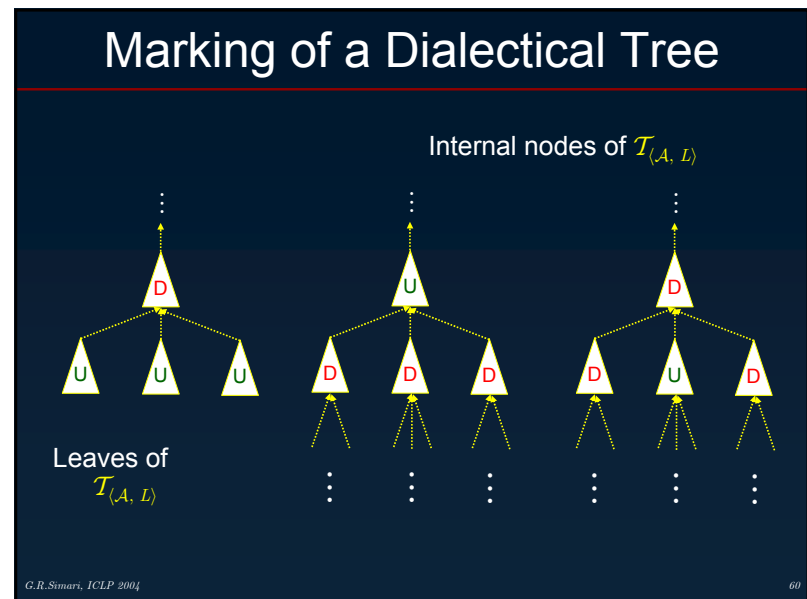 Marking of a Dialectical Tree
Internal nodes of 𝒯⟨𝒜, L⟩
D U D
U U U D D D D U D
Leaves of
𝒯⟨𝒜, L⟩
G.R.Simari, ICLP 2004 60